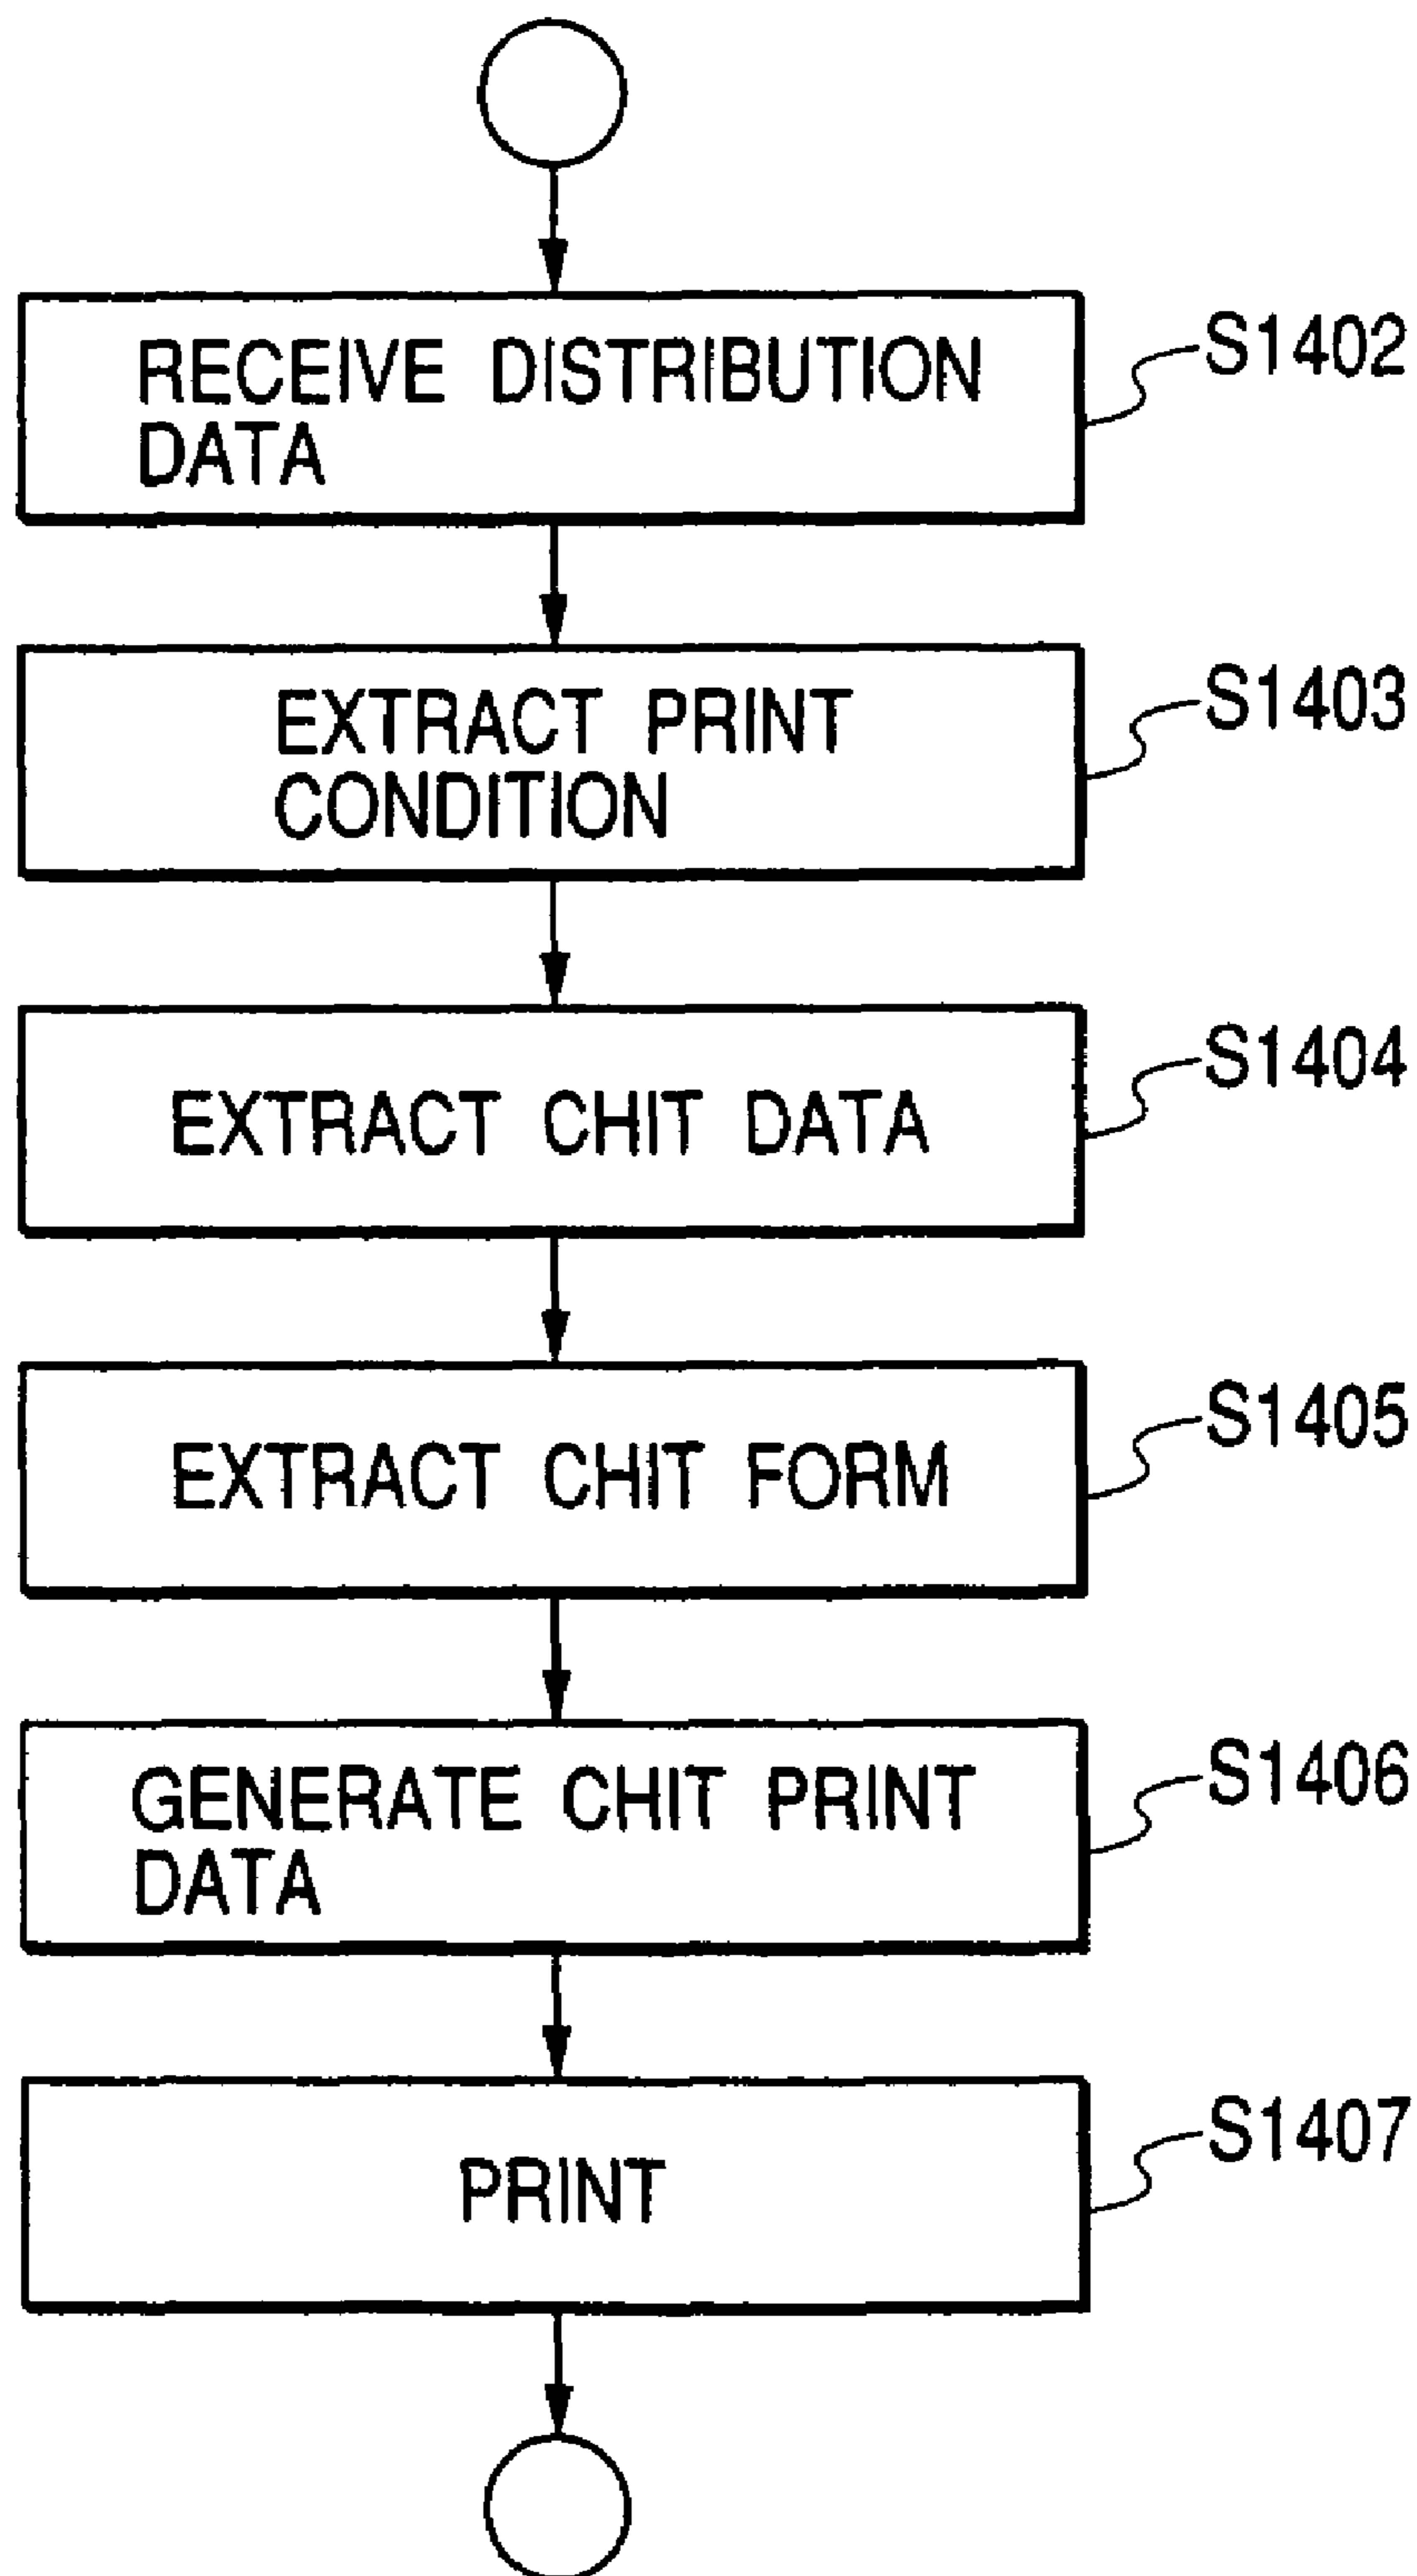 RECEIVE DISTRIBUTION
DATA
S1402
EXTRACT PRINT
CONDITION
S1403
EXTRACT CHIT DATA
S1404
EXTRACT CHIT FORM
S1405
GENERATE CHIT PRINT
DATA
S1406
PRINT
S1407